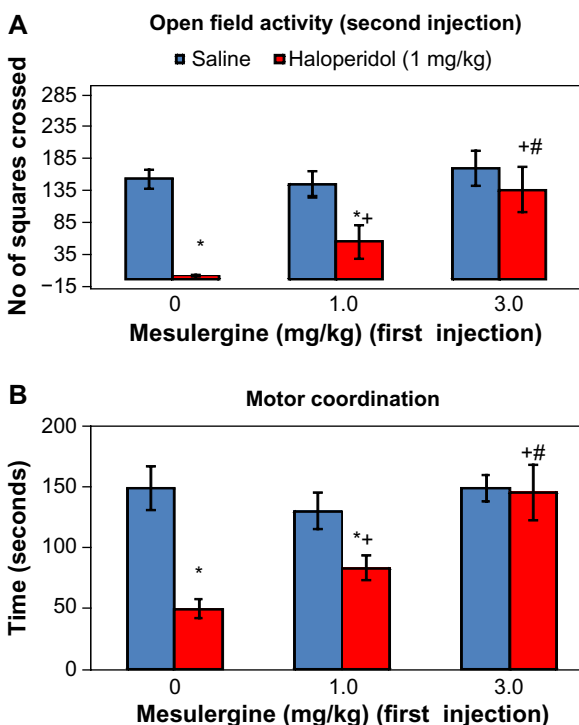 A
Open field activity (second injection)
Saline Haloperidol (1 mg/kg)
No of squares crossed
285
235
185
135
85
35
−15
*
*+
+#
0 1.0 3.0
Mesulergine (mg/kg) (first injection)
B
Motor coordination
Time (seconds)
200
150
100
50
0
*
*+
+#
0 1.0 3.0
Mesulergine (mg/kg) (first injection)